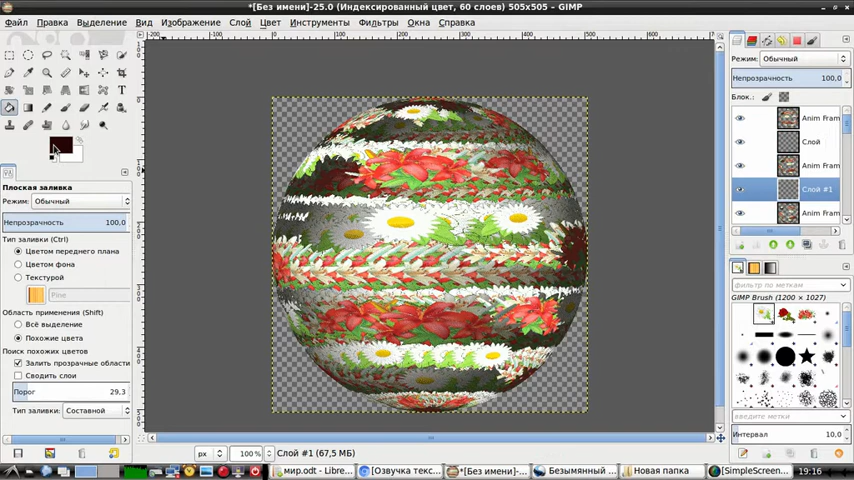 *[Без имени]-25.0 (Индексированный цвет, 60 слоев) 505x505 – GIMP
Файл Правка Выделение Вид Изображение Слой Цвет Инструменты Фильтры Окна Справка
Плоская заливка
Режим: Обычный
Непрозрачность 100,0
Тип заливки (Ctrl)
Цветом переднего плана
Цветом фона
Текстурой
Pine
Область применения (Shift)
Всё выделение
Похожие цвета
Поиск похожих цветов
Залить прозрачные области
Сводить слои
Порог 29,3
Тип заливки: Составной
Режим: Обычный
Непрозрачность 100,0
Блок.:
Anim Fram
Слой
Anim Fram
Слой #1
Anim Fram
фильтр по меткам
GIMP Brush (1200 × 1027)
введите метки
Интервал 10,0
px 100 % Слой #1 (67,5 МБ)
мир.odt - Libre... [Озвучка текс... *[Без имени]-... Безымянный ... Новая папка [SimpleScreen... 19:16